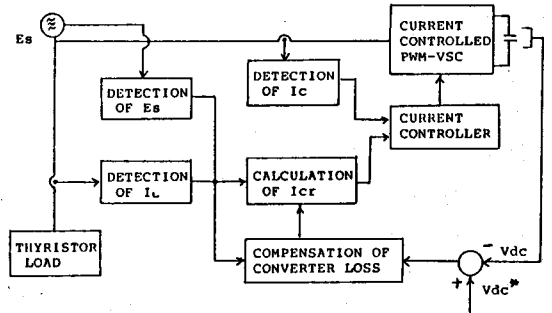 Es
CURRENT
CONTROLLED
PWM-VSC
DETECTION
OF Es
DETECTION
OF Ic
CURRENT
CONTROLLER
DETECTION
OF IL
CALCULATION
OF Icr
THYRISTOR
LOAD
COMPENSATION OF
CONVERTER LOSS
- Vdc
+ Vdc*